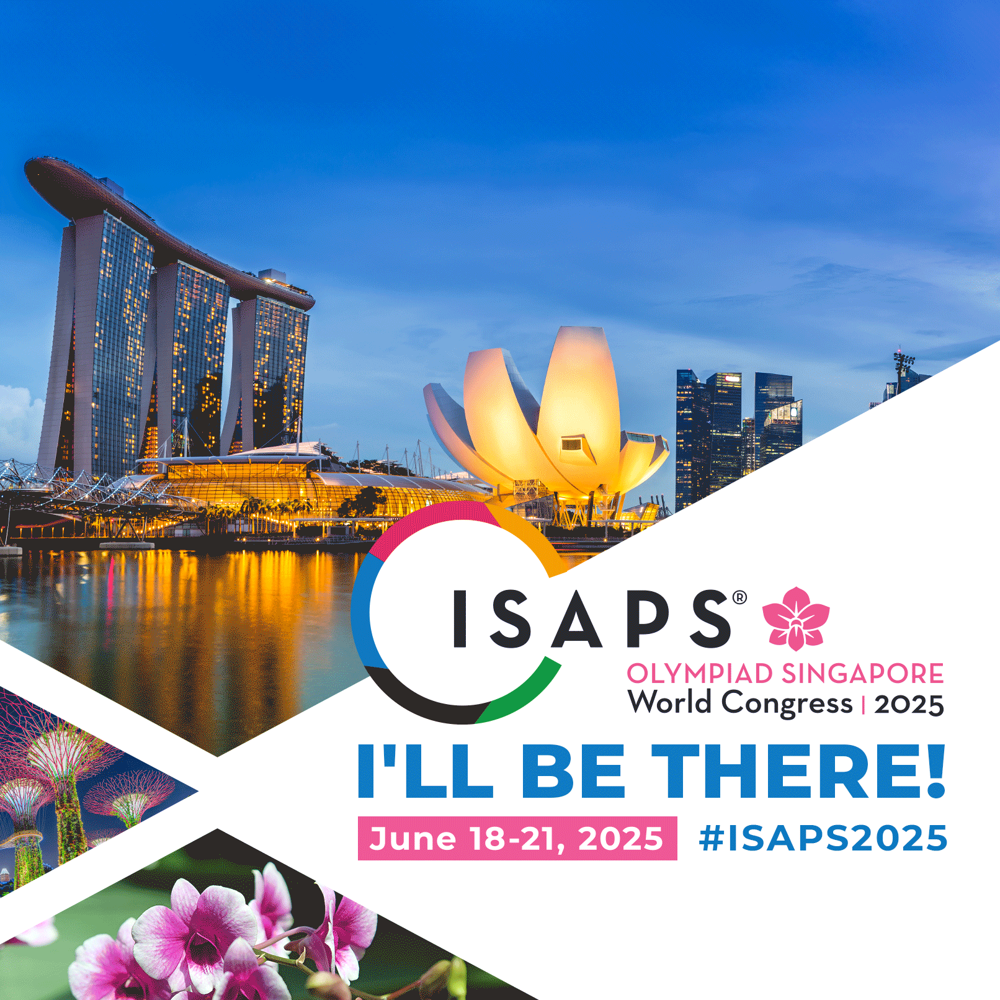 ISAPS®
OLYMPIAD SINGAPORE
World Congress | 2025
I'LL BE THERE!
June 18-21, 2025 #ISAPS2025